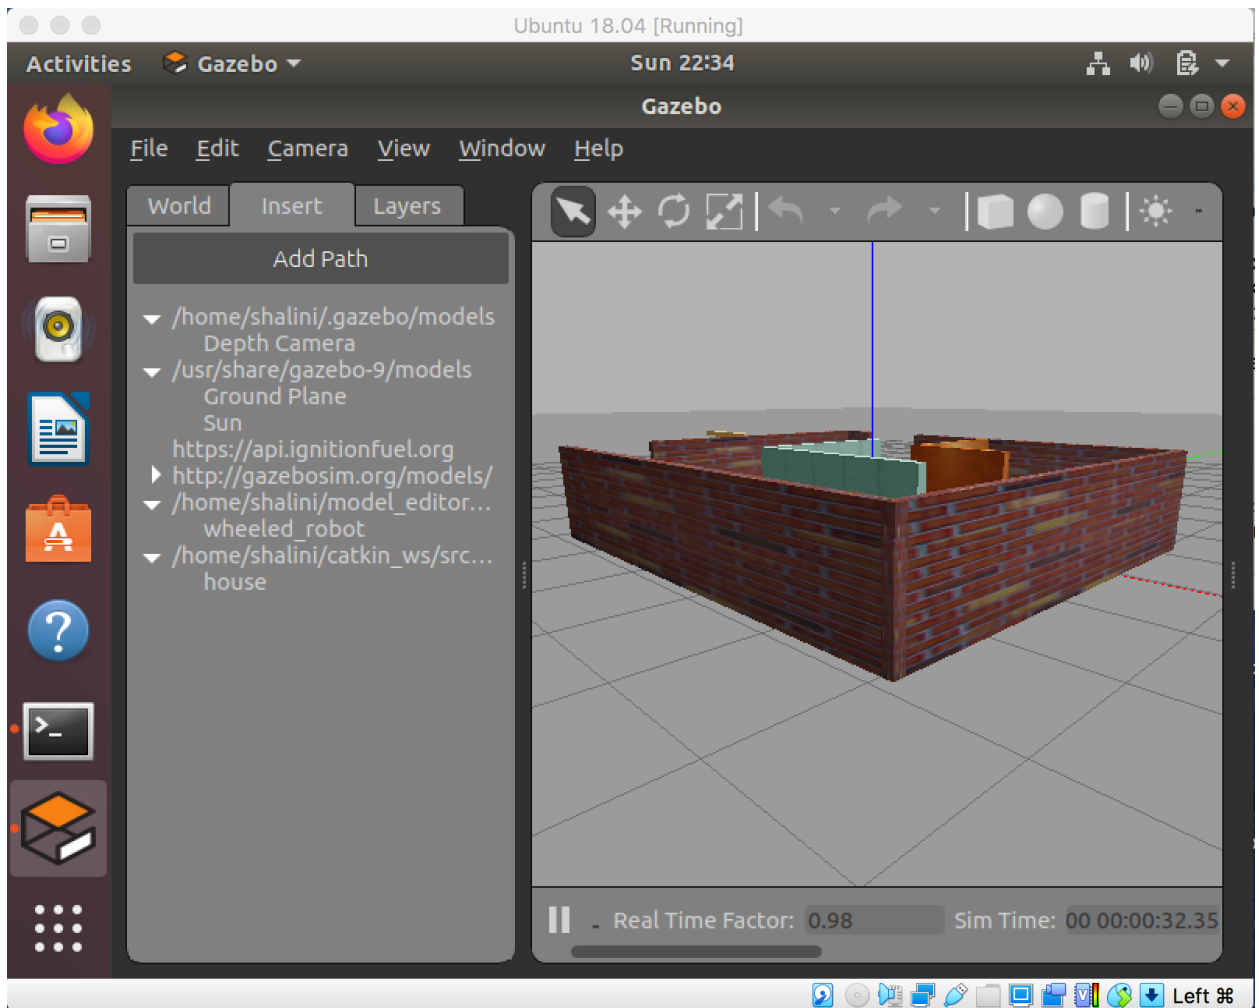 Ubuntu 18.04 [Running]
Activities Gazebo Sun 22:34
Gazebo
File Edit Camera View Window Help
World Insert Layers
Add Path
/home/shalini/.gazebo/models
Depth Camera
/usr/share/gazebo-9/models
Ground Plane
Sun
https://api.ignitionfuel.org
http://gazebosim.org/models/
/home/shalini/model_editor...
wheeled_robot
/home/shalini/catkin_ws/src...
house
Real Time Factor: 0.98 Sim Time: 00 00:00:32.35
Left ⌘